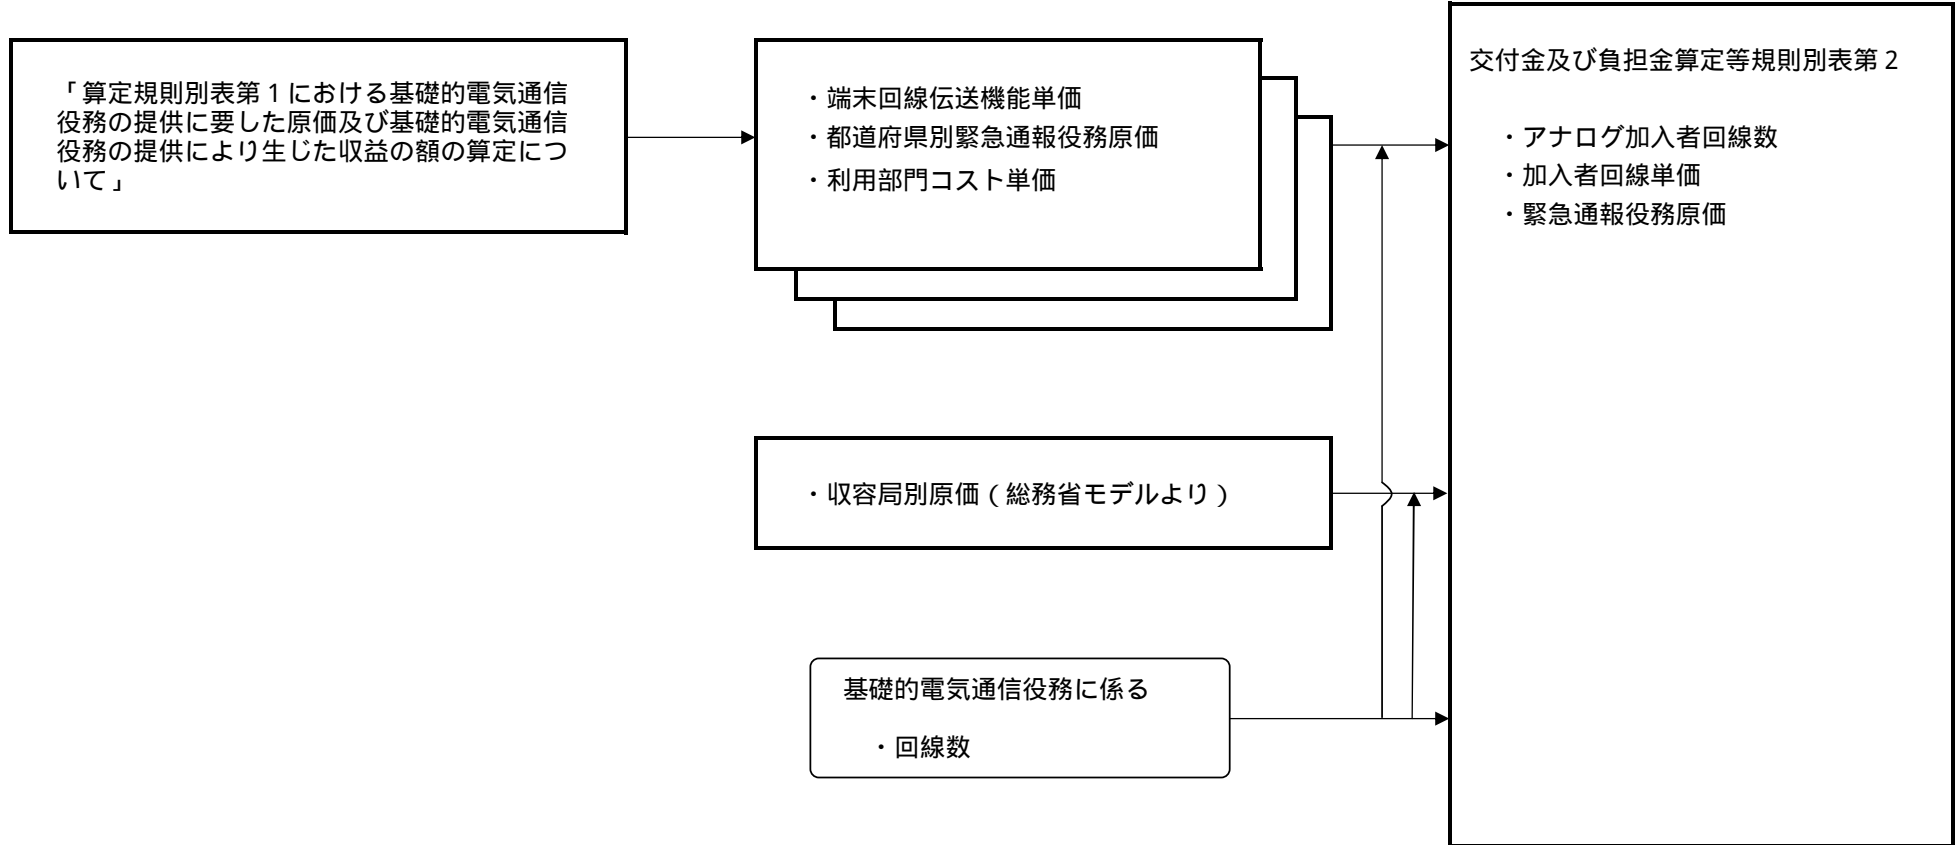 「算定規則別表第１における基礎的電気通信
役務の提供に要した原価及び基礎的電気通信
役務の提供により生じた収益の額の算定につ
いて」
・端末回線伝送機能単価
・都道府県別緊急通報役務原価
・利用部門コスト単価
交付金及び負担金算定等規則別表第２
・アナログ加入者回線数
・加入者回線単価
・緊急通報役務原価
・収容局別原価（総務省モデルより）
基礎的電気通信役務に係る
・回線数